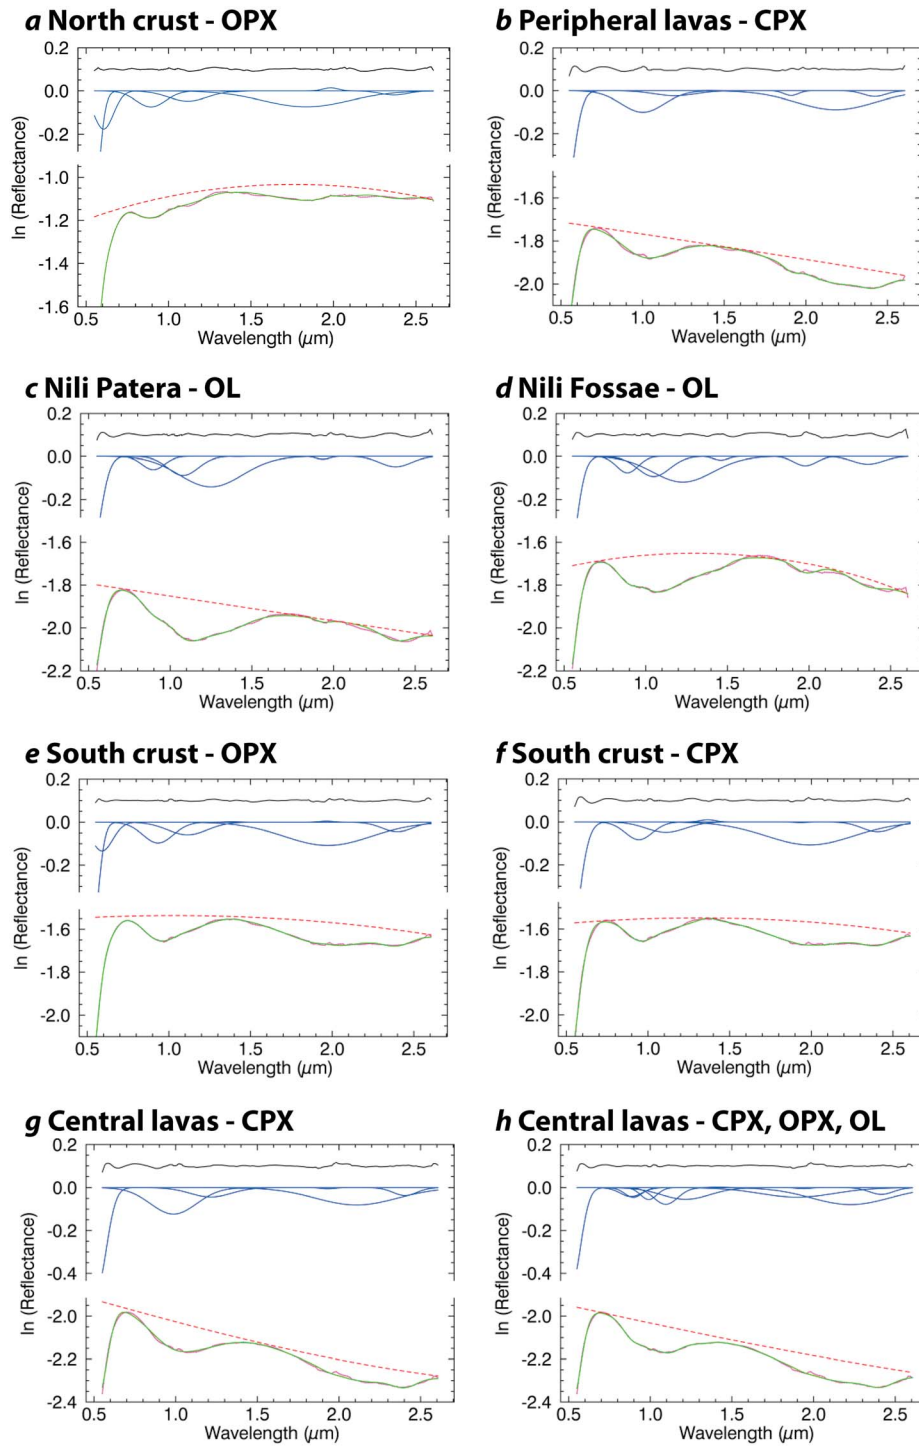 a North crust - OPX
b Peripheral lavas - CPX
0.2
0.0
-0.2
-1.0
-1.2
-1.4
-1.6
ln (Reflectance)
0.5 1.0 1.5 2.0 2.5
Wavelength (µm)
0.2
0.0
-0.2
-1.6
-1.8
-2.0
ln (Reflectance)
0.5 1.0 1.5 2.0 2.5
Wavelength (µm)
c Nili Patera - OL
d Nili Fossae - OL
0.2
0.0
-0.2
-1.6
-1.8
-2.0
-2.2
ln (Reflectance)
0.5 1.0 1.5 2.0 2.5
Wavelength (µm)
0.2
0.0
-0.2
-1.6
-1.8
-2.0
-2.2
ln (Reflectance)
0.5 1.0 1.5 2.0 2.5
Wavelength (µm)
e South crust - OPX
f South crust - CPX
0.2
0.0
-0.2
-1.6
-1.8
-2.0
ln (Reflectance)
0.5 1.0 1.5 2.0 2.5
Wavelength (µm)
0.2
0.0
-0.2
-1.6
-1.8
-2.0
ln (Reflectance)
0.5 1.0 1.5 2.0 2.5
Wavelength (µm)
g Central lavas - CPX
h Central lavas - CPX, OPX, OL
0.2
0.0
-0.2
-0.4
-2.0
-2.2
-2.4
ln (Reflectance)
0.5 1.0 1.5 2.0 2.5
Wavelength (µm)
0.2
0.0
-0.2
-0.4
-2.0
-2.2
-2.4
ln (Reflectance)
0.5 1.0 1.5 2.0 2.5
Wavelength (µm)